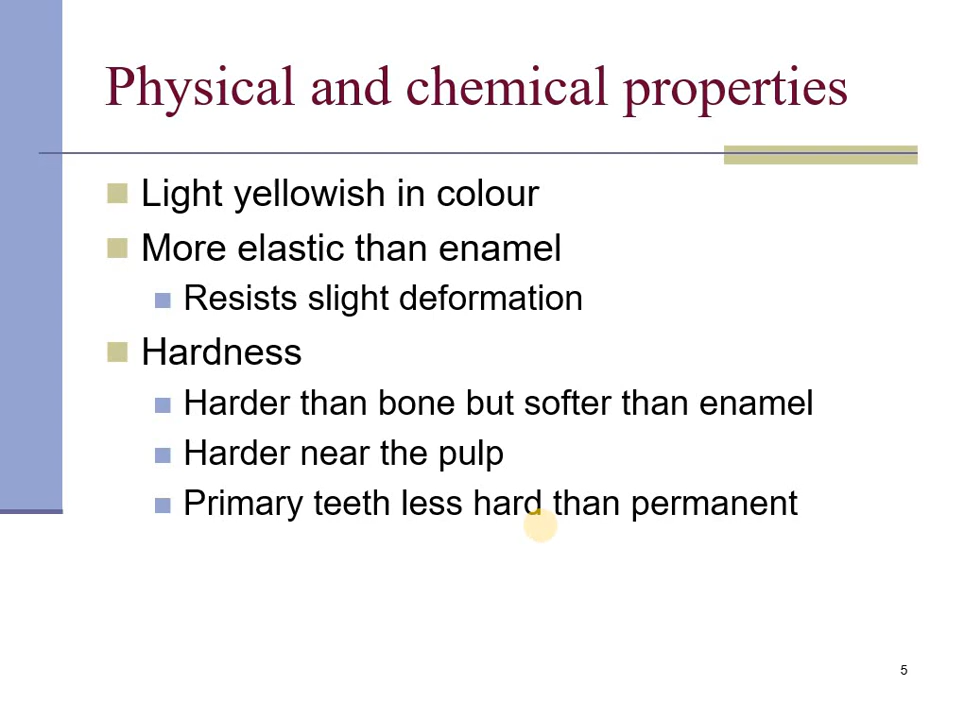 Physical and chemical properties
Light yellowish in colour
More elastic than enamel
Resists slight deformation
Hardness
Harder than bone but softer than enamel
Harder near the pulp
Primary teeth less hard than permanent
5